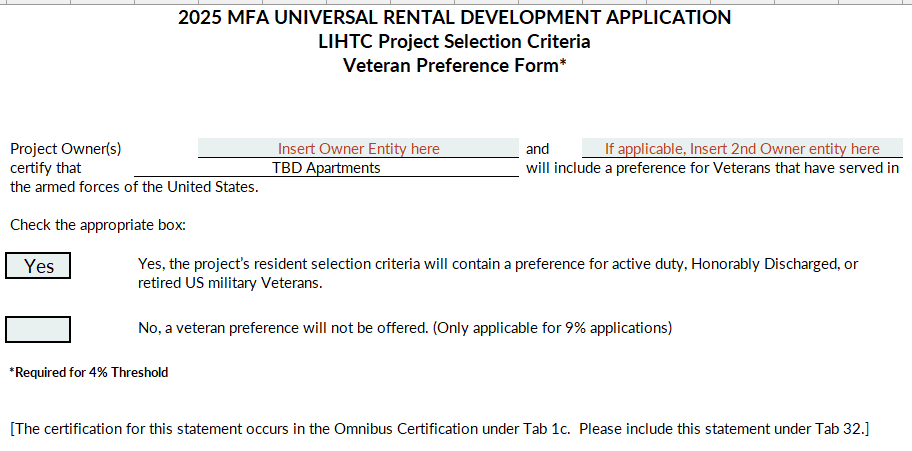 2025 MFA UNIVERSAL RENTAL DEVELOPMENT APPLICATION
LIHTC Project Selection Criteria
Veteran Preference Form*
Project Owner(s) Insert Owner Entity here and If applicable, Insert 2nd Owner entity here
certify that TBD Apartments will include a preference for Veterans that have served in
the armed forces of the United States.
Check the appropriate box:
Yes Yes, the project's resident selection criteria will contain a preference for active duty, Honorably Discharged, or
retired US military Veterans.
No, a veteran preference will not be offered. (Only applicable for 9% applications)
*Required for 4% Threshold
[The certification for this statement occurs in the Omnibus Certification under Tab 1c.  Please include this statement under Tab 32.]